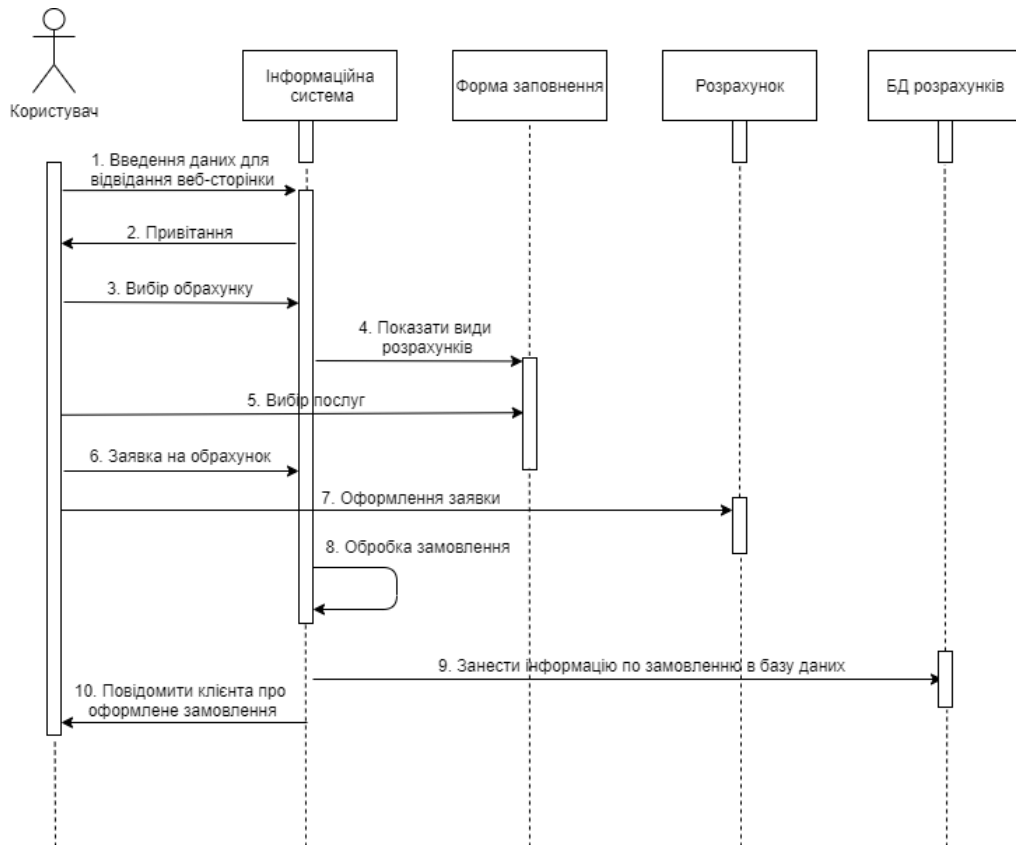 Користувач
Інформаційна
система
Форма заповнення
Розрахунок
БД розрахунків
1. Введення даних для
відвідання веб-сторінки
2. Привітання
3. Вибір обрахунку
4. Показати види
розрахунків
5. Вибір послуг
6. Заявка на обрахунок
7. Оформлення заявки
8. Обробка замовлення
9. Занести інформацію по замовленню в базу даних
10. Повідомити клієнта про
оформлене замовлення